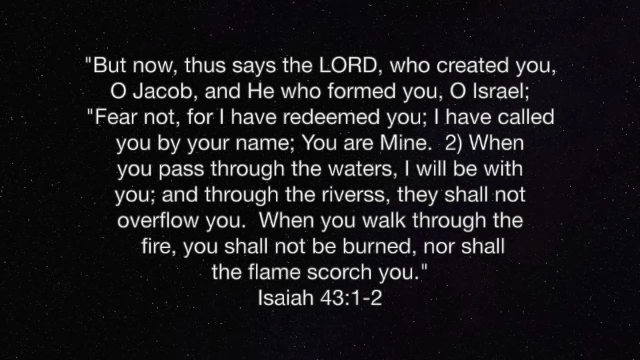 "But now, thus says the LORD, who created you,
O Jacob, and He who formed you, O Israel;
"Fear not, for I have redeemed you; I have called
you by your name; You are Mine.  2) When
you pass through the waters, I will be with
you; and through the riverss, they shall not
overflow you.  When you walk through the
fire, you shall not be burned, nor shall
the flame scorch you."
Isaiah 43:1-2